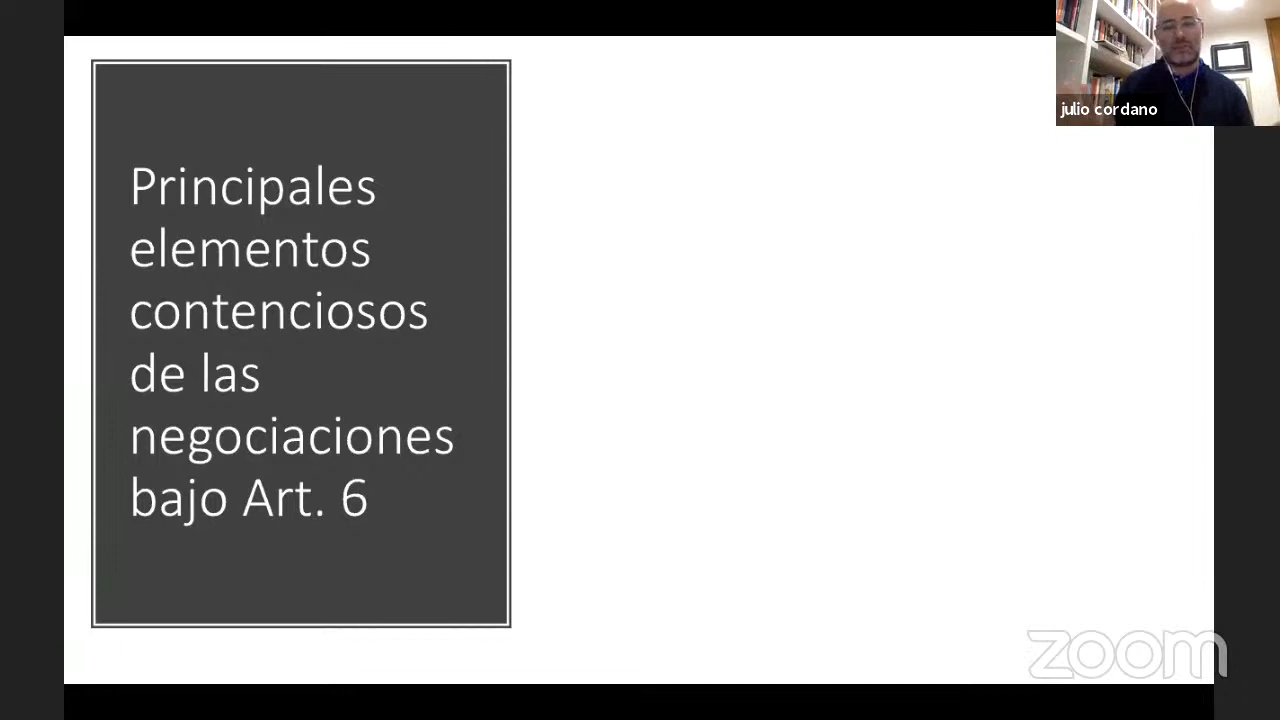 julio cordano
Principales
elementos
contenciosos
de las
negociaciones
bajo Art. 6
zoom